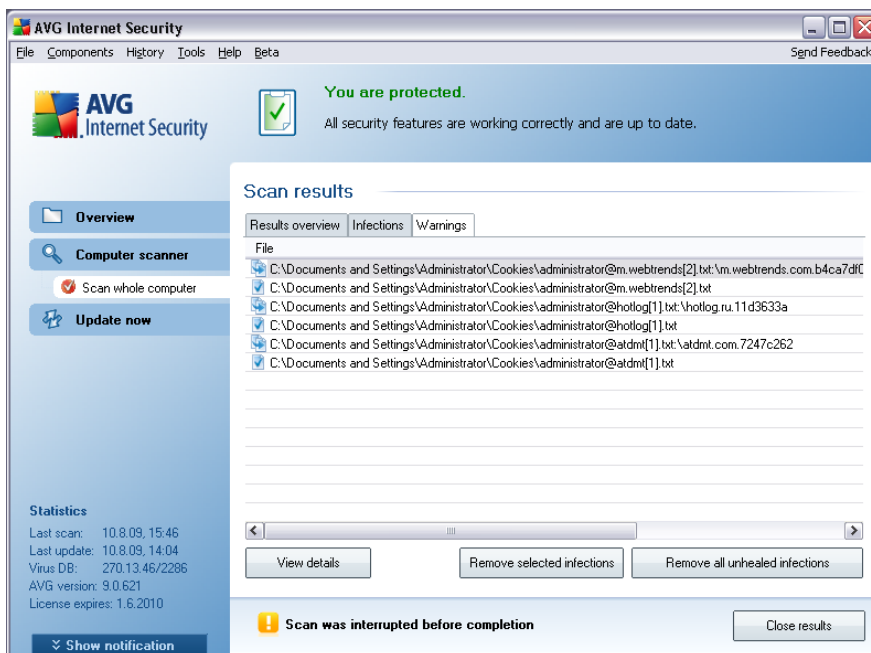 AVG Internet Security
File Components History Tools Help Beta Send Feedback
AVG
Internet Security
You are protected.
All security features are working correctly and are up to date.
Overview
Computer scanner
Scan whole computer
Update now
Scan results
Results overview Infections Warnings
File
C:\Documents and Settings\Administrator\Cookies\administrator@m.webtrends[2].txt:\m.webtrends.com.b4ca7df0
C:\Documents and Settings\Administrator\Cookies\administrator@m.webtrends[2].txt
C:\Documents and Settings\Administrator\Cookies\administrator@hotlog[1].txt:\hotlog.ru.11d3633a
C:\Documents and Settings\Administrator\Cookies\administrator@hotlog[1].txt
C:\Documents and Settings\Administrator\Cookies\administrator@atdmt[1].txt:\atdmt.com.7247c262
C:\Documents and Settings\Administrator\Cookies\administrator@atdmt[1].txt
View details Remove selected infections Remove all unhealed infections
Statistics
Last scan: 10.8.09, 15:46
Last update: 10.8.09, 14:04
Virus DB: 270.13.46/2286
AVG version: 9.0.621
License expires: 1.6.2010
Show notification
Scan was interrupted before completion
Close results